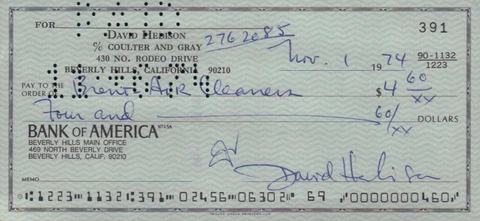 FOR
DAVID HEDISON
% COULTER AND GRAY
430 NO. RODEO DRIVE
BEVERLY HILLS, CALIFORNIA 90210
2762085
391
Nov. 1 1974
90-1132
1223
PAY TO THE
ORDER OF Brent Air Cleaners $4 60/xx
Four and 60/xx DOLLARS
BANK OF AMERICA NT&SA
BEVERLY HILLS MAIN OFFICE
469 NORTH BEVERLY DRIVE
BEVERLY HILLS, CALIF. 90210
David Hedison
1223 1132 391 02456 06302 69 0000000460